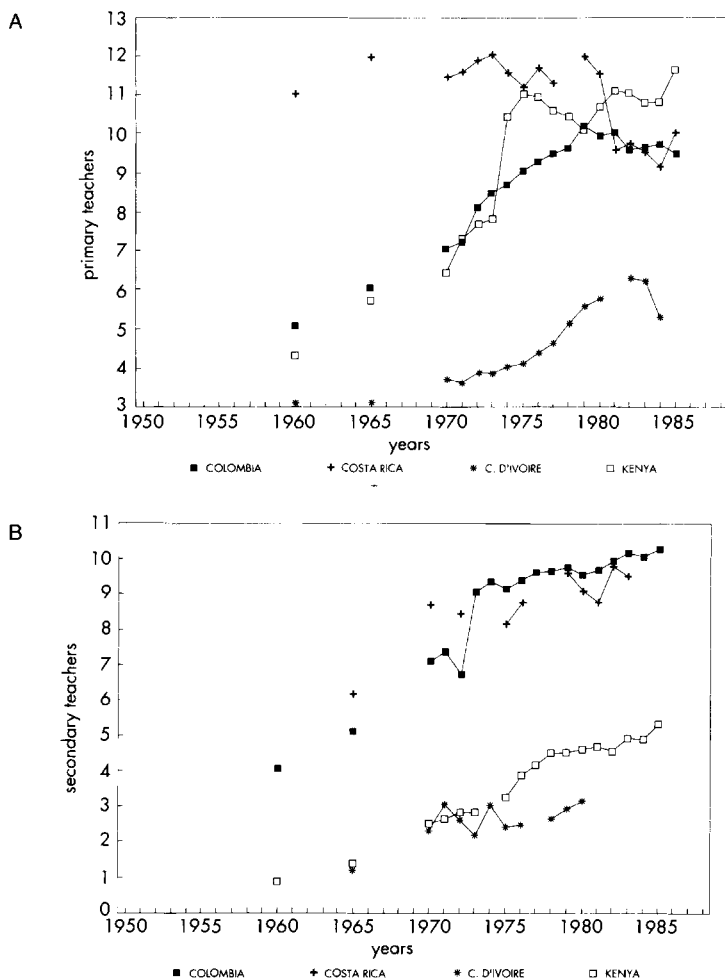 A
13
12
11
10
9
8
7
6
5
4
3
primary teachers
1950 1955 1960 1965 1970 1975 1980 1985
years
■ COLOMBIA + COSTA RICA * C. D'IVOIRE □ KENYA
B
11
10
9
8
7
6
5
4
3
2
1
0
secondary teachers
1950 1955 1960 1965 1970 1975 1980 1985
years
■ COLOMBIA + COSTA RICA * C. D'IVOIRE □ KENYA